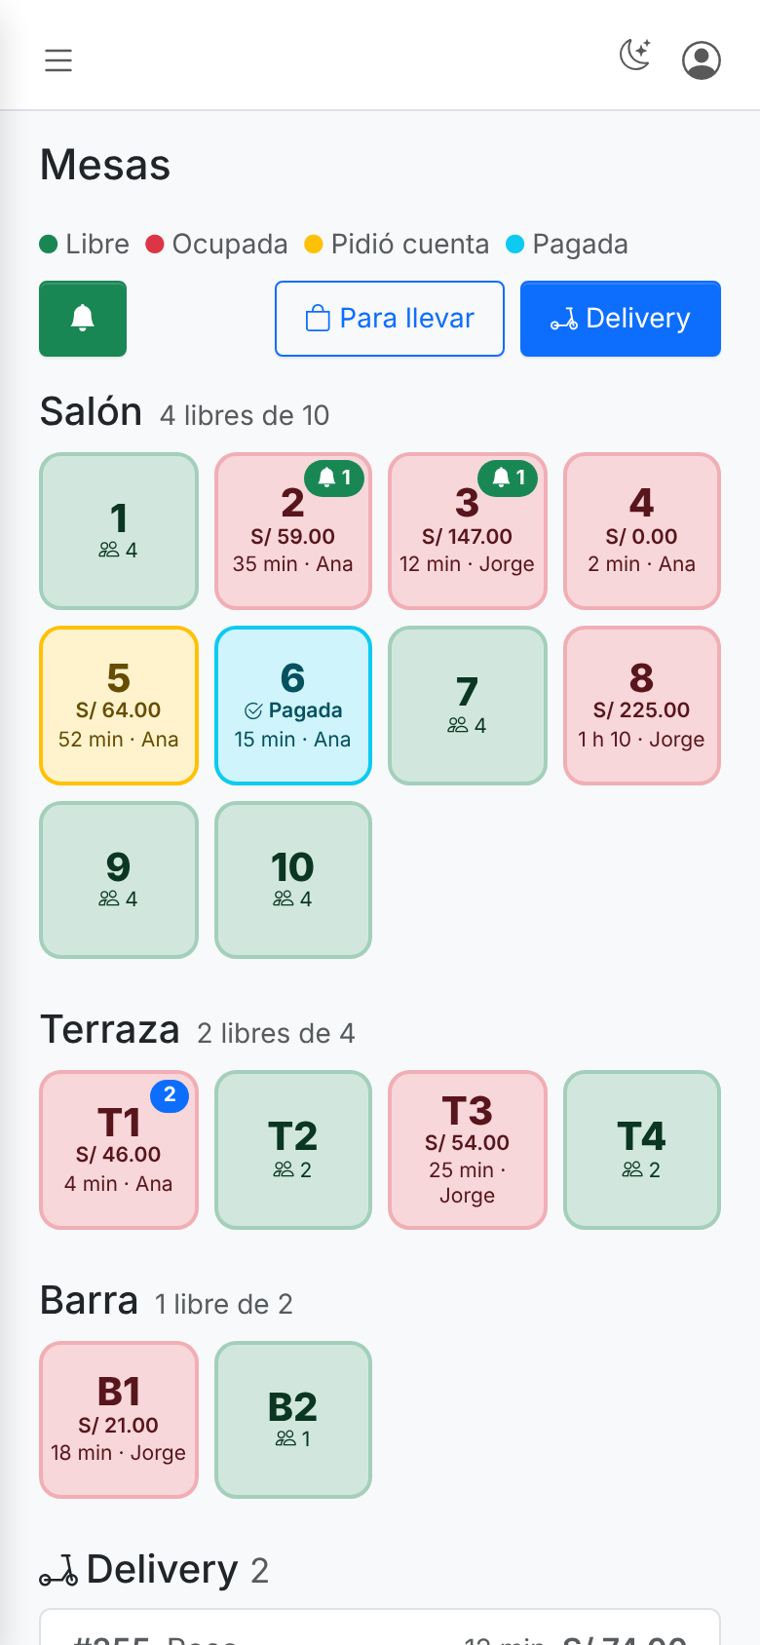 Mesas
Libre Ocupada Pidió cuenta Pagada
Para llevar Delivery
Salón 4 libres de 10
1
4
2
1
S/ 59.00
35 min · Ana
3
1
S/ 147.00
12 min · Jorge
4
S/ 0.00
2 min · Ana
5
S/ 64.00
52 min · Ana
6
Pagada
15 min · Ana
7
4
8
S/ 225.00
1 h 10 · Jorge
9
4
10
4
Terraza 2 libres de 4
T1
2
S/ 46.00
4 min · Ana
T2
2
T3
S/ 54.00
25 min ·
Jorge
T4
2
Barra 1 libre de 2
B1
S/ 21.00
18 min · Jorge
B2
1
Delivery 2